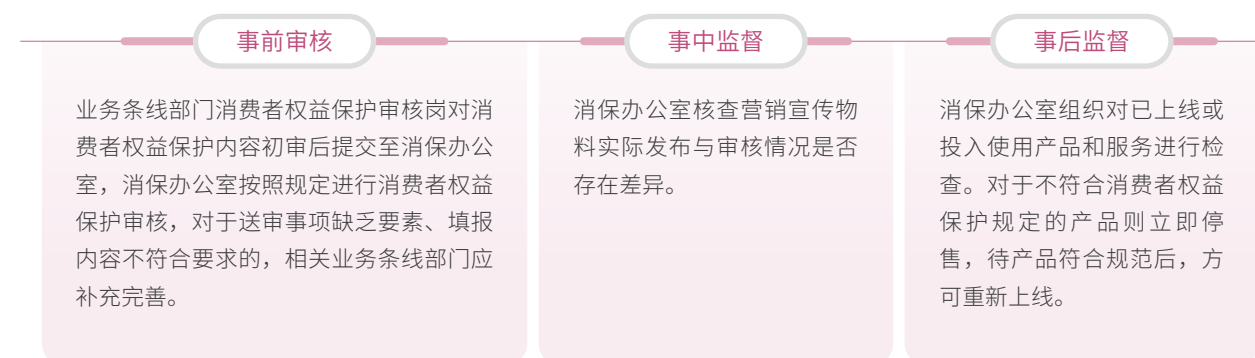 事前审核
业务条线部门消费者权益保护审核岗对消
费者权益保护内容初审后提交至消保办公
室，消保办公室按照规定进行消费者权益
保护审核，对于送审事项缺乏要素、填报
内容不符合要求的，相关业务条线部门应
补充完善。
事中监督
消保办公室核查营销宣传物
料实际发布与审核情况是否
存在差异。
事后监督
消保办公室组织对已上线或
投入使用产品和服务进行检
查。对于不符合消费者权益
保护规定的产品则立即停
售，待产品符合规范后，方
可重新上线。